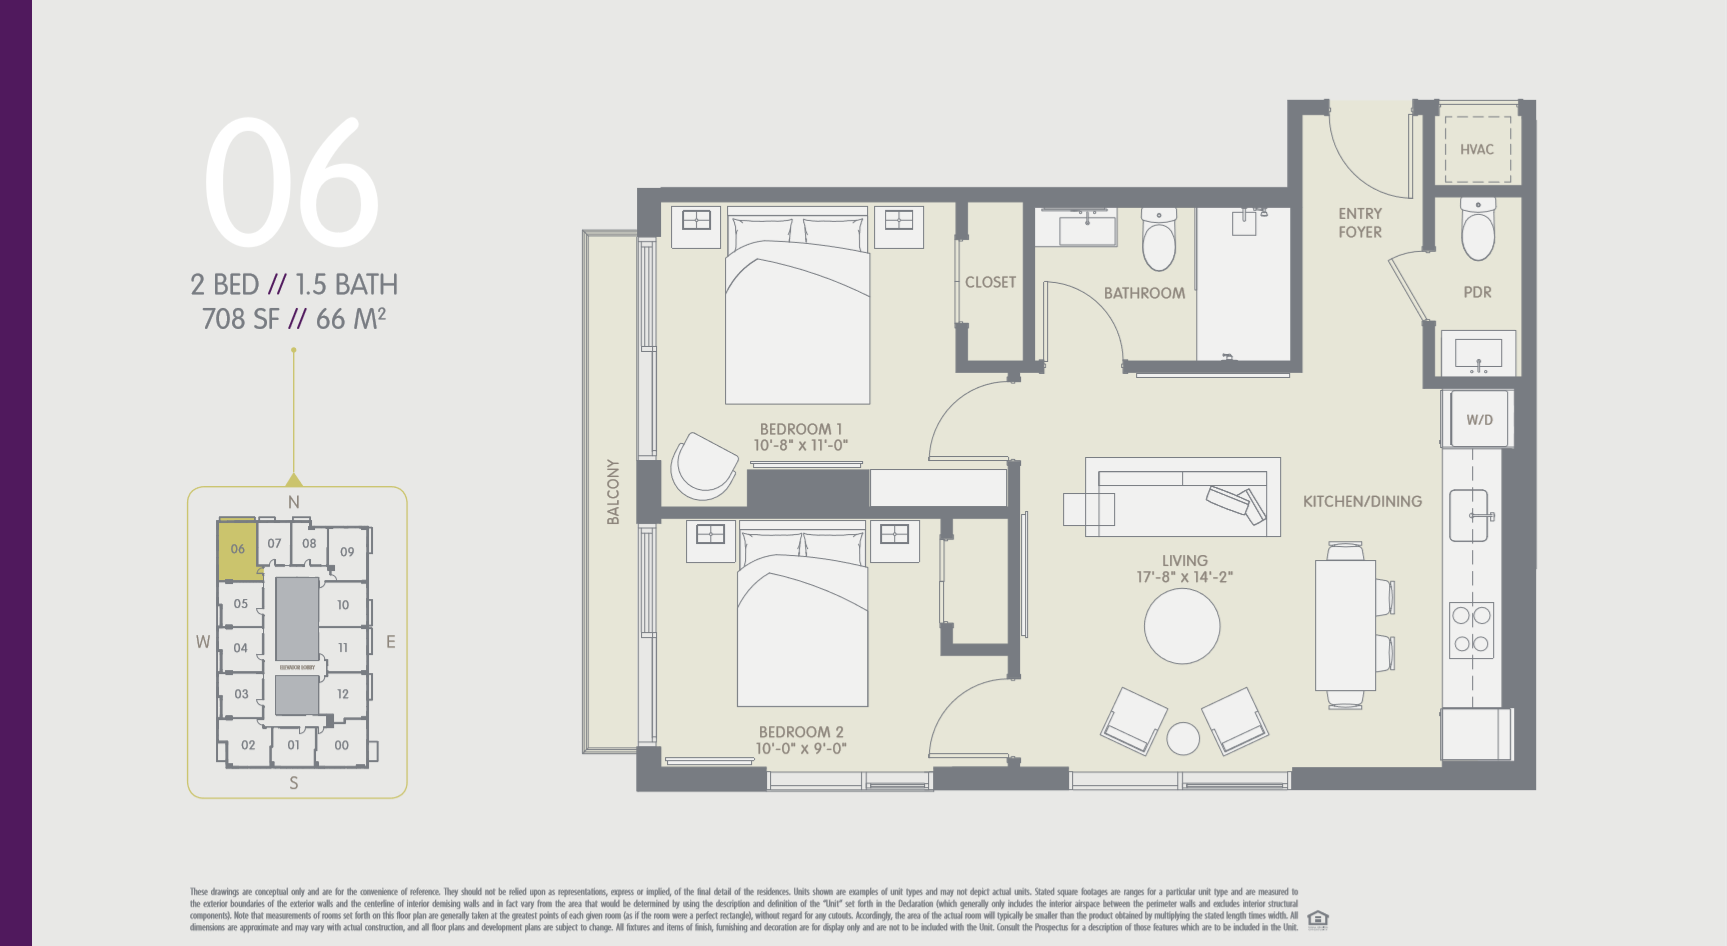 06
2 BED // 1.5 BATH
708 SF // 66 M²
N
06
07
08
09
05
10
W
E
04
11
ELEVATOR LOBBY
03
12
02
01
00
S
HVAC
ENTRY
FOYER
CLOSET
BATHROOM
PDR
BEDROOM 1
10'-8" X 11'-0"
W/D
BALCONY
KITCHEN/DINING
LIVING
17'-8" X 14'-2"
BEDROOM 2
10'-0" X 9'-0"
These drawings are conceptual only and are for the convenience of reference. They should not be relied upon as representations, express or implied, of the final detail of the residences. Units shown are examples of unit types and may not depict actual units. Stated square footages are ranges for a particular unit type and are measured to
the exterior boundaries of the exterior walls and the centerline of interior demising walls and in fact vary from the area that would be determined by using the description and definition of the "Unit" set forth in the Declaration (which generally only includes the interior airspace between the perimeter walls and excludes interior structural
components). Note that measurements of rooms set forth on this floor plan are generally taken at the greatest points of each given room (as if the room were a perfect rectangle), without regard for any cutouts. Accordingly, the area of the actual room will typically be smaller than the product obtained by multiplying the stated length times width. All
dimensions are approximate and may vary with actual construction, and all floor plans and development plans are subject to change. All fixtures and items of finish, furnishing and decoration are for display only and are not to be included with the Unit. Consult the Prospectus for a description of those features which are to be included in the Unit.